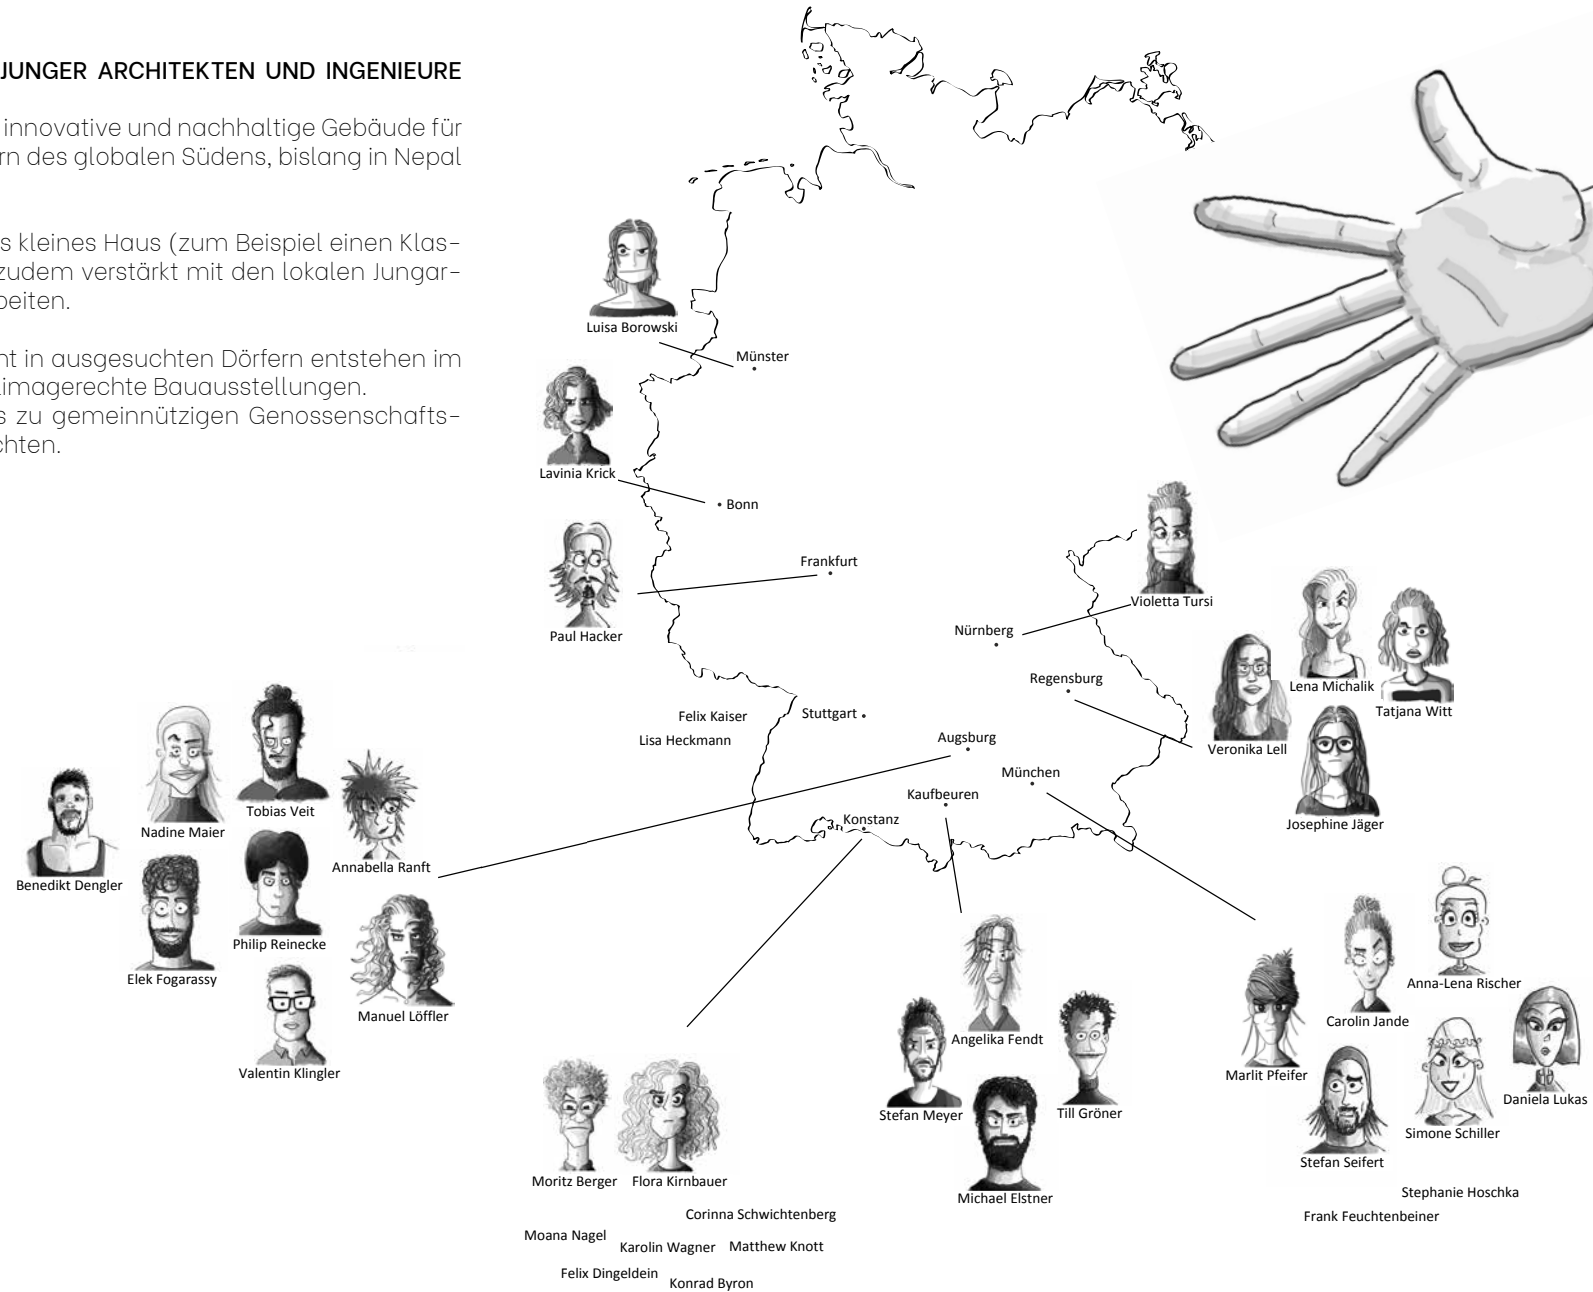 JUNGER ARCHITEKTEN UND INGENIEURE
innovative und nachhaltige Gebäude für
rn des globalen Südens, bislang in Nepal
s kleines Haus (zum Beispiel einen Klas-
zudem verstärkt mit den lokalen Jungar-
beiten.
nt in ausgesuchten Dörfern entstehen im
limagerechte Bauausstellungen.
s zu gemeinnützigen Genossenschafts-
chten.
Luisa Borowski
Münster
Lavinia Krick
Bonn
Frankfurt
Paul Hacker
Violetta Tursi
Nürnberg
Regensburg
Lena Michalik
Tatjana Witt
Veronika Lell
Josephine Jäger
Felix Kaiser
Stuttgart
Lisa Heckmann
Augsburg
München
Kaufbeuren
Konstanz
Tobias Veit
Nadine Maier
Annabella Ranft
Benedikt Dengler
Philip Reinecke
Elek Fogarassy
Manuel Löffler
Valentin Klingler
Angelika Fendt
Stefan Meyer
Till Gröner
Michael Elstner
Anna-Lena Rischer
Carolin Jande
Marlit Pfeifer
Daniela Lukas
Simone Schiller
Stefan Seifert
Stephanie Hoschka
Frank Feuchtenbeiner
Moritz Berger
Flora Kirnbauer
Corinna Schwichtenberg
Moana Nagel
Karolin Wagner
Matthew Knott
Felix Dingeldein
Konrad Byron